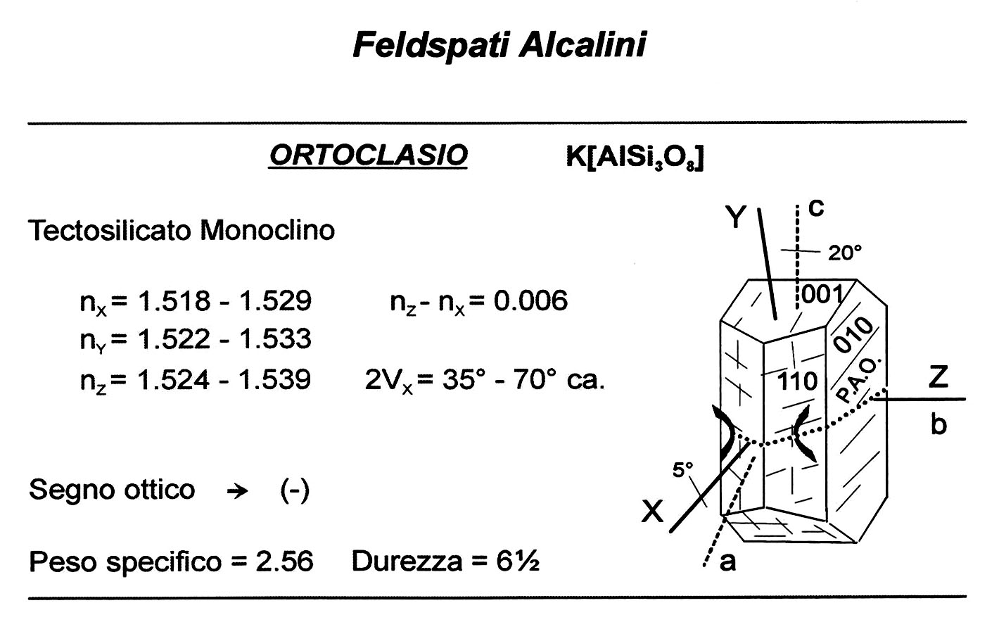 Feldspati Alcalini
ORTOCLASIO K[AlSi₃O₈]
Tectosilicato Monoclino
nX = 1.518 - 1.529 nZ - nX = 0.006
nY = 1.522 - 1.533
nZ = 1.524 - 1.539 2VX = 35° - 70° ca.
Segno ottico → (-)
Peso specifico = 2.56 Durezza = 6½
Y c
20°
001
010
P.A.O.
110
Z
b
5°
X
a